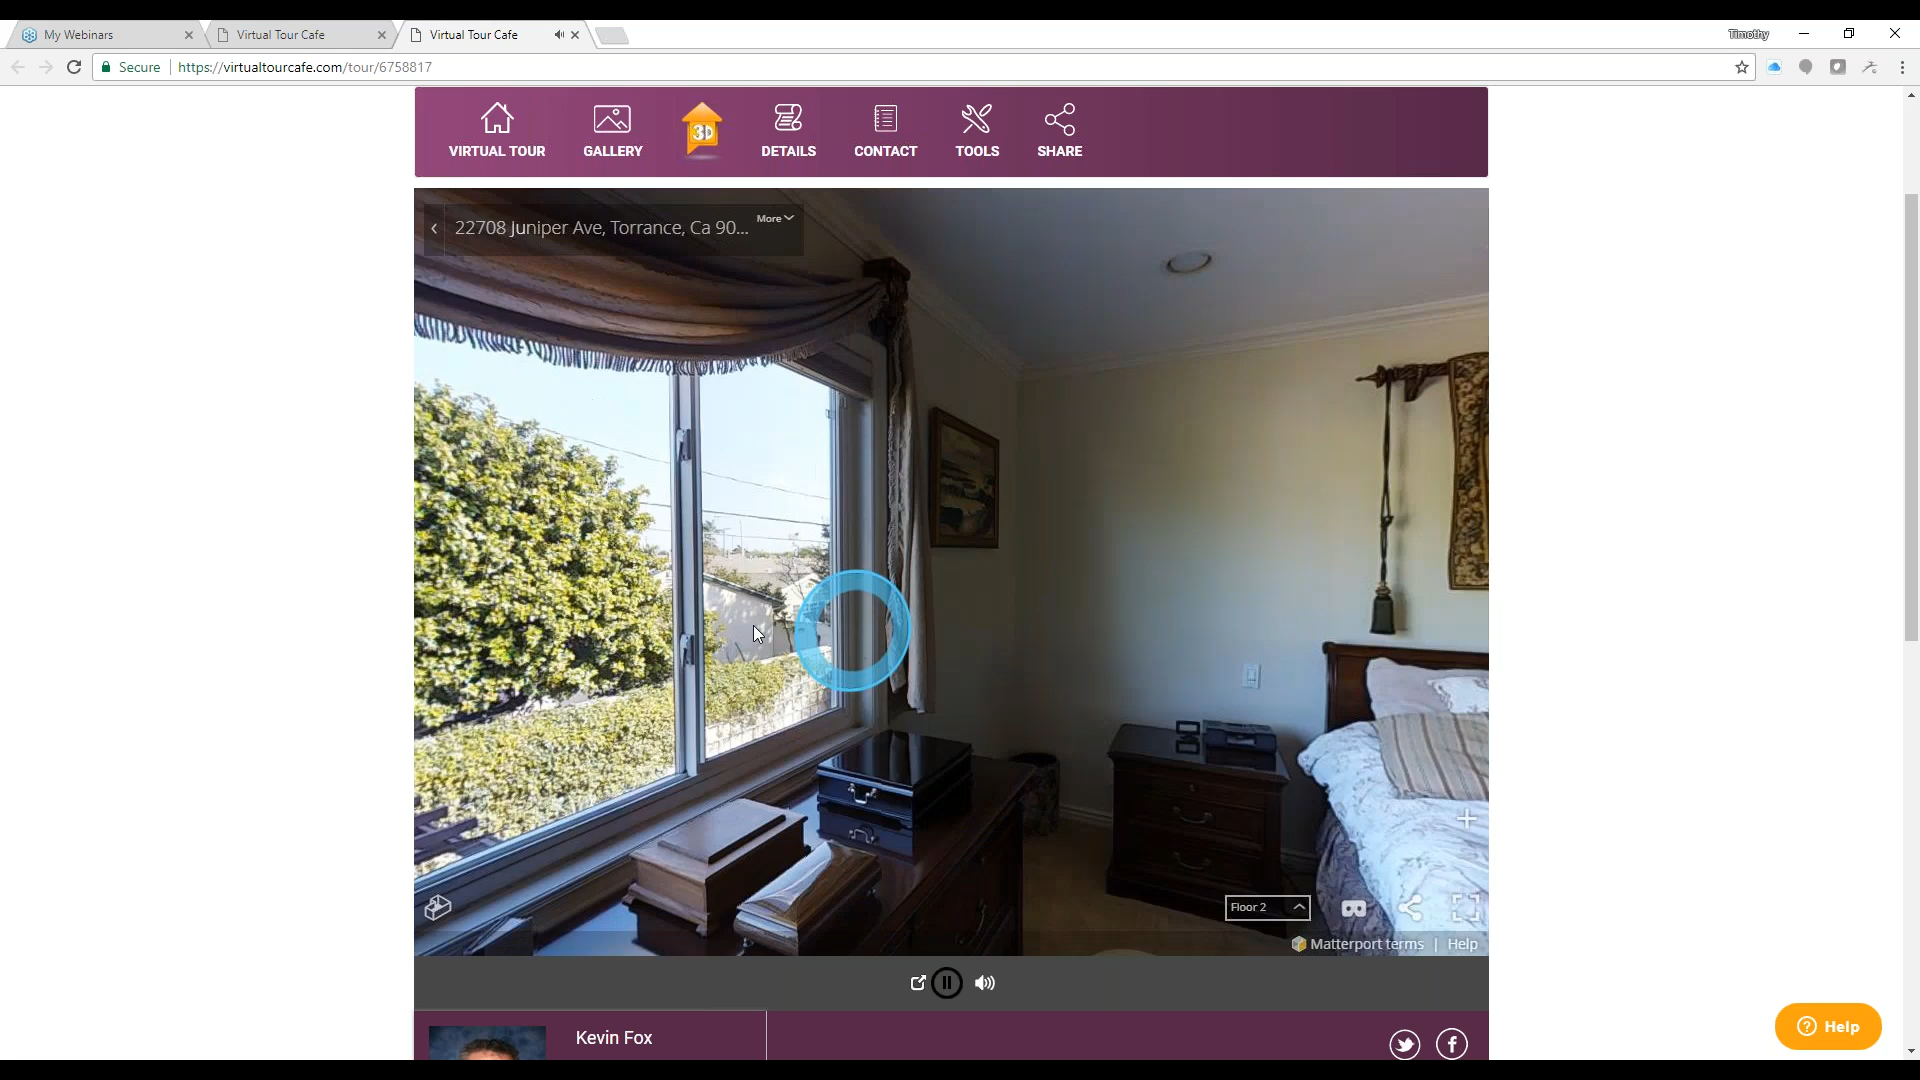 My Webinars
Virtual Tour Cafe
Virtual Tour Cafe
Timothy
Secure
https://virtualtourcafe.com/tour/6758817
VIRTUAL TOUR
GALLERY
3D
DETAILS
CONTACT
TOOLS
SHARE
22708 Juniper Ave, Torrance, Ca 90...
More
Floor 2
Matterport terms | Help
Kevin Fox
Help